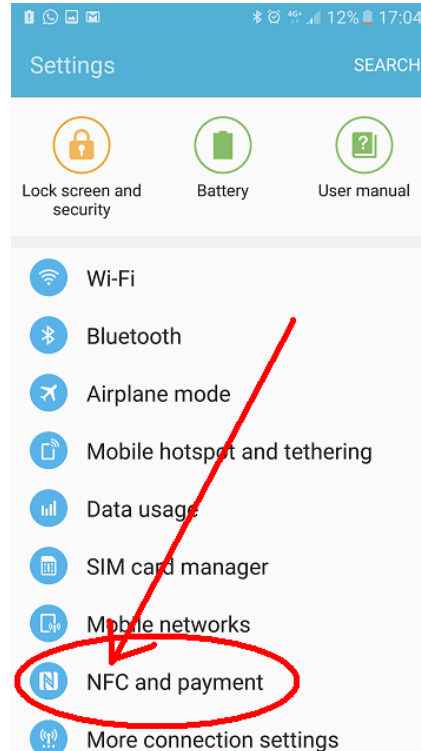 4G+ 12% 17:04
Settings SEARCH
Lock screen and security
Battery
User manual
Wi-Fi
Bluetooth
Airplane mode
Mobile hotspot and tethering
Data usage
SIM card manager
Mobile networks
NFC and payment
More connection settings